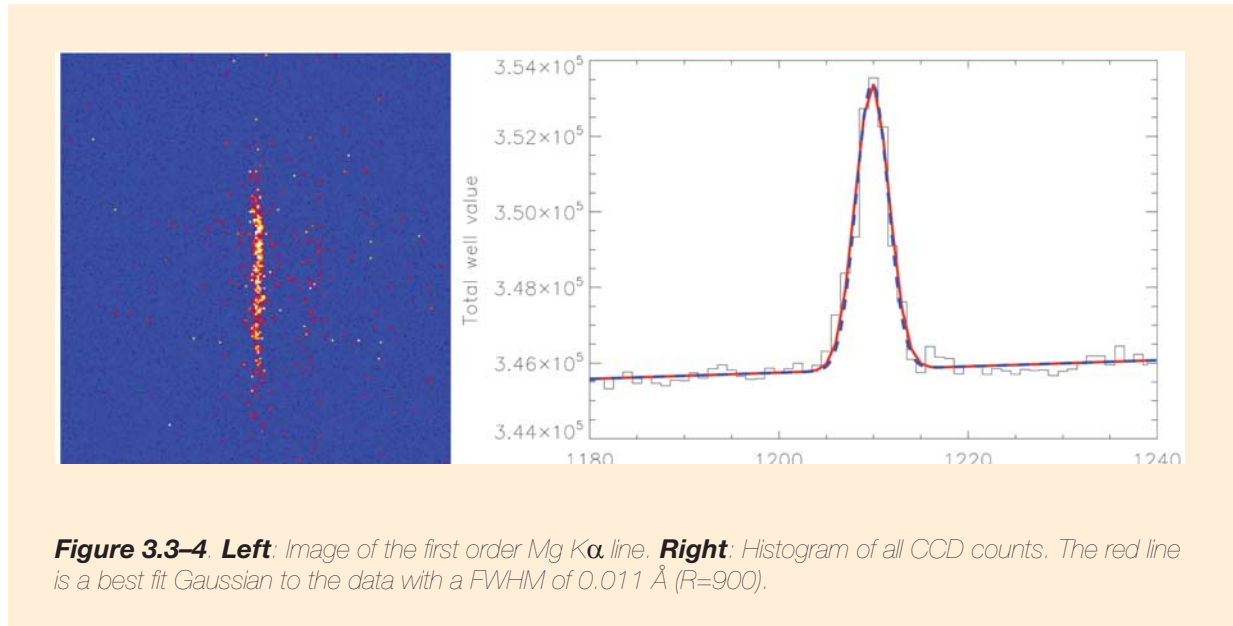 3.54×10⁵
3.52×10⁵
3.50×10⁵
3.48×10⁵
3.46×10⁵
3.44×10⁵
Total well value
1180 1200 1220 1240
Figure 3.3–4. Left: Image of the first order Mg Kα line. Right: Histogram of all CCD counts. The red line
is a best fit Gaussian to the data with a FWHM of 0.011 Å (R=900).